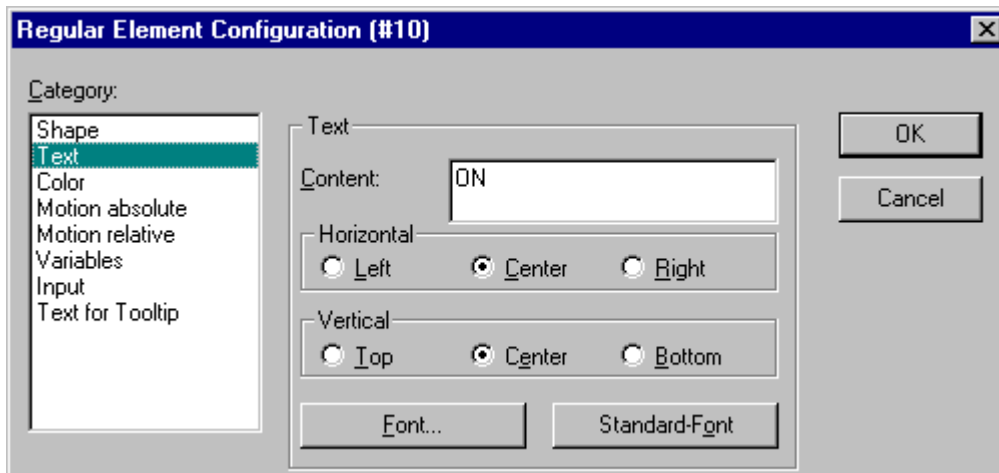 Regular Element Configuration (#10)
Category:
Shape
Text
Color
Motion absolute
Motion relative
Variables
Input
Text for Tooltip
Text
Content: ON
Horizontal
Left Center Right
Vertical
Top Center Bottom
Font... Standard-Font
OK
Cancel